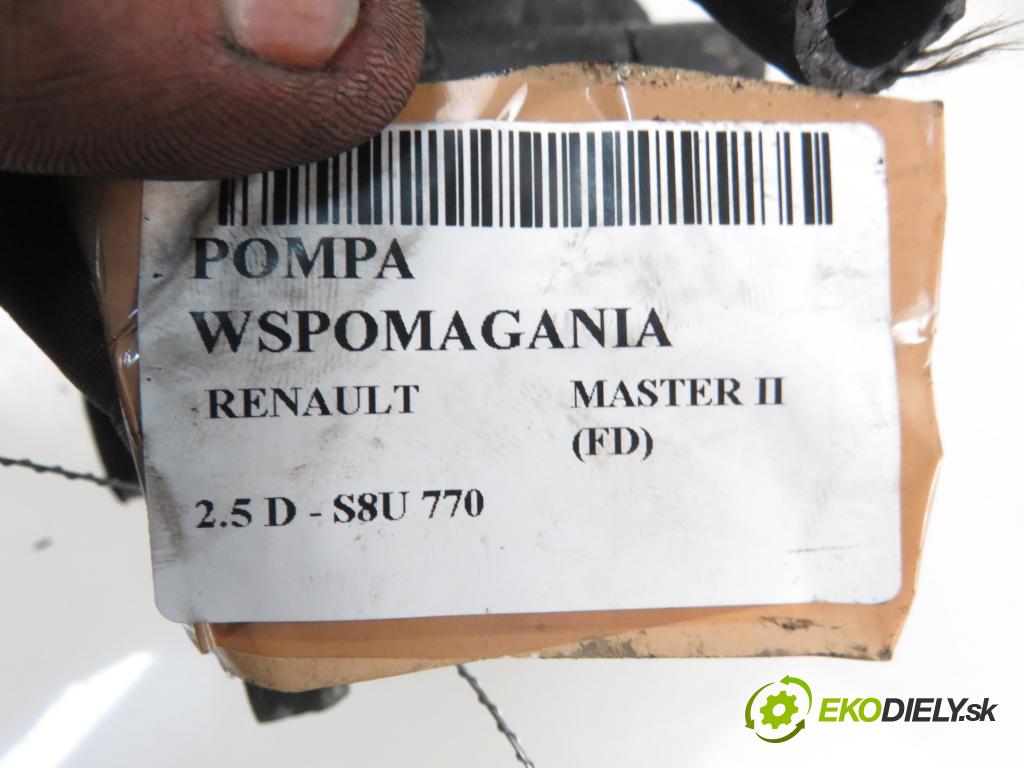 POMPA
WSPOMAGANIA
RENAULT MASTER II
(FD)
2.5 D - S8U 770
EKODIELY.sk